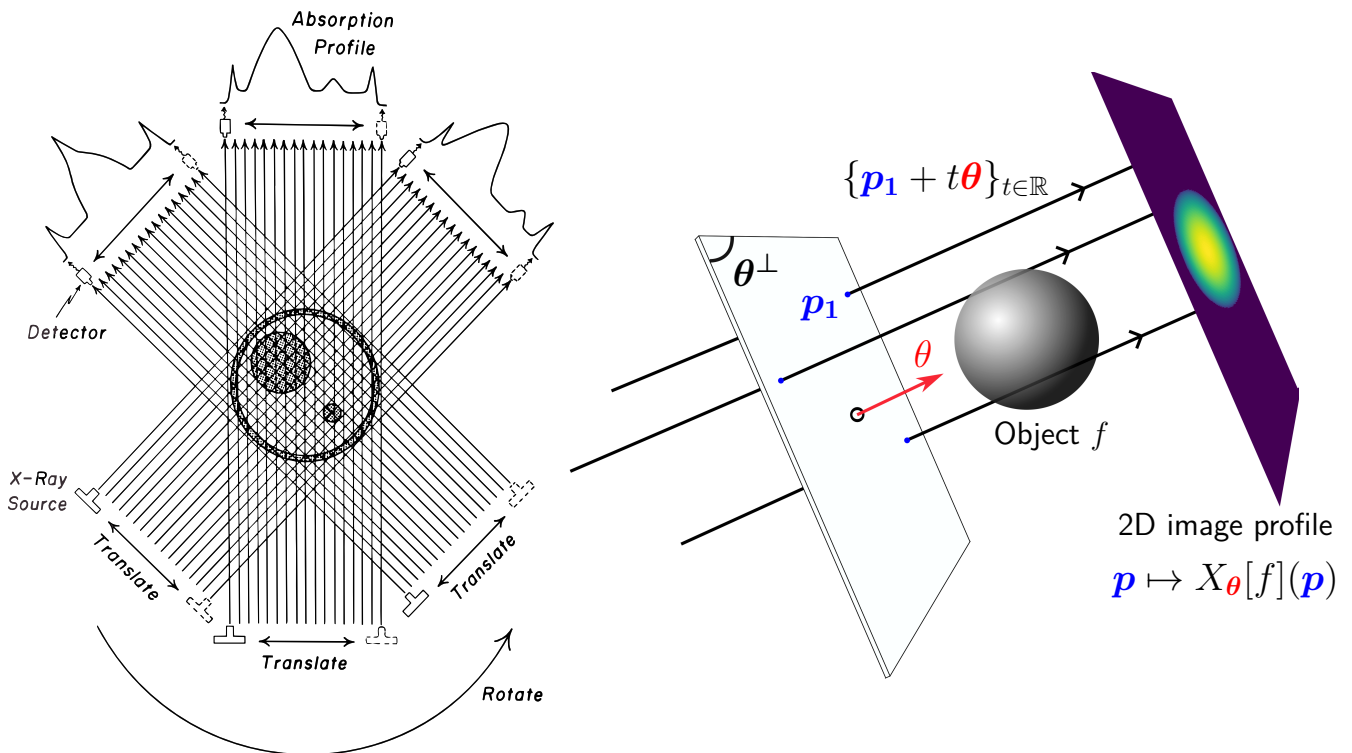 Absorption
Profile
Detector
X-Ray
Source
Translate
Translate
Translate
Rotate
{p₁ + tθ}ₜ∈ℝ
θ⊥
p₁
θ
Object f
2D image profile
p ↦ X_θ[f](p)